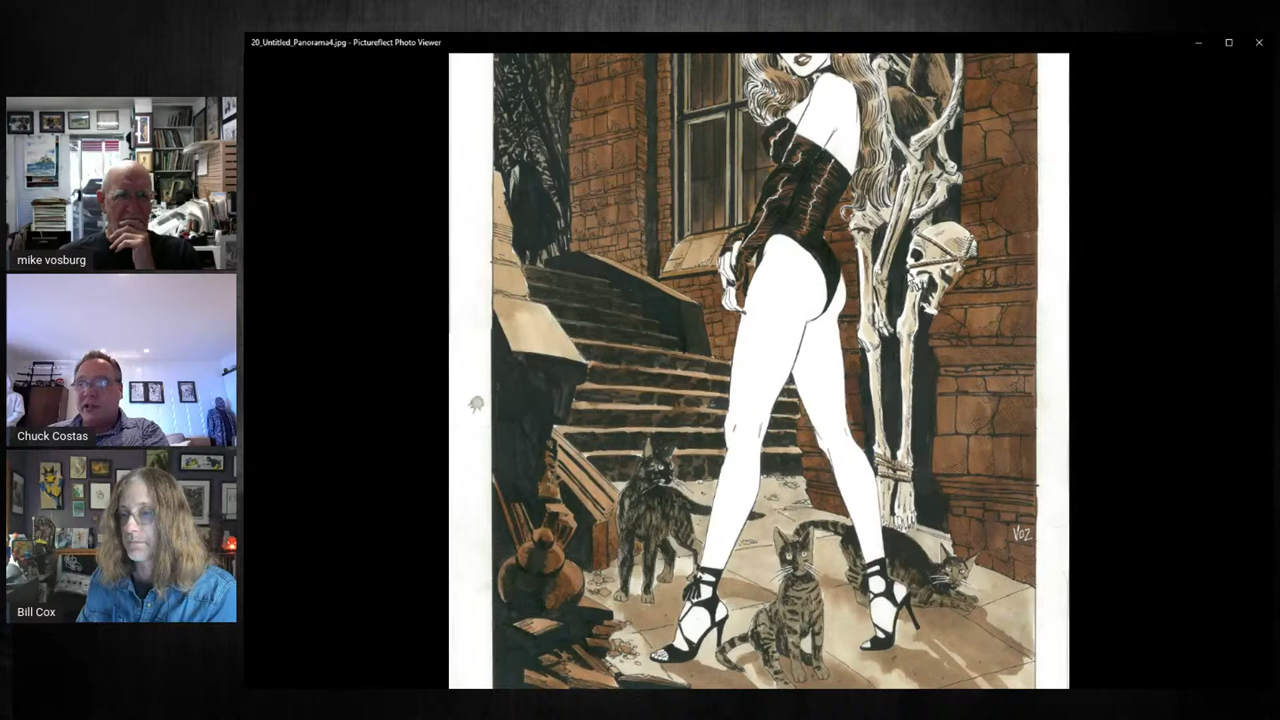 20_Untitled_Panorama4.jpg - Pictureflect Photo Viewer
mike vosburg
Chuck Costas
Bill Cox
VOZ